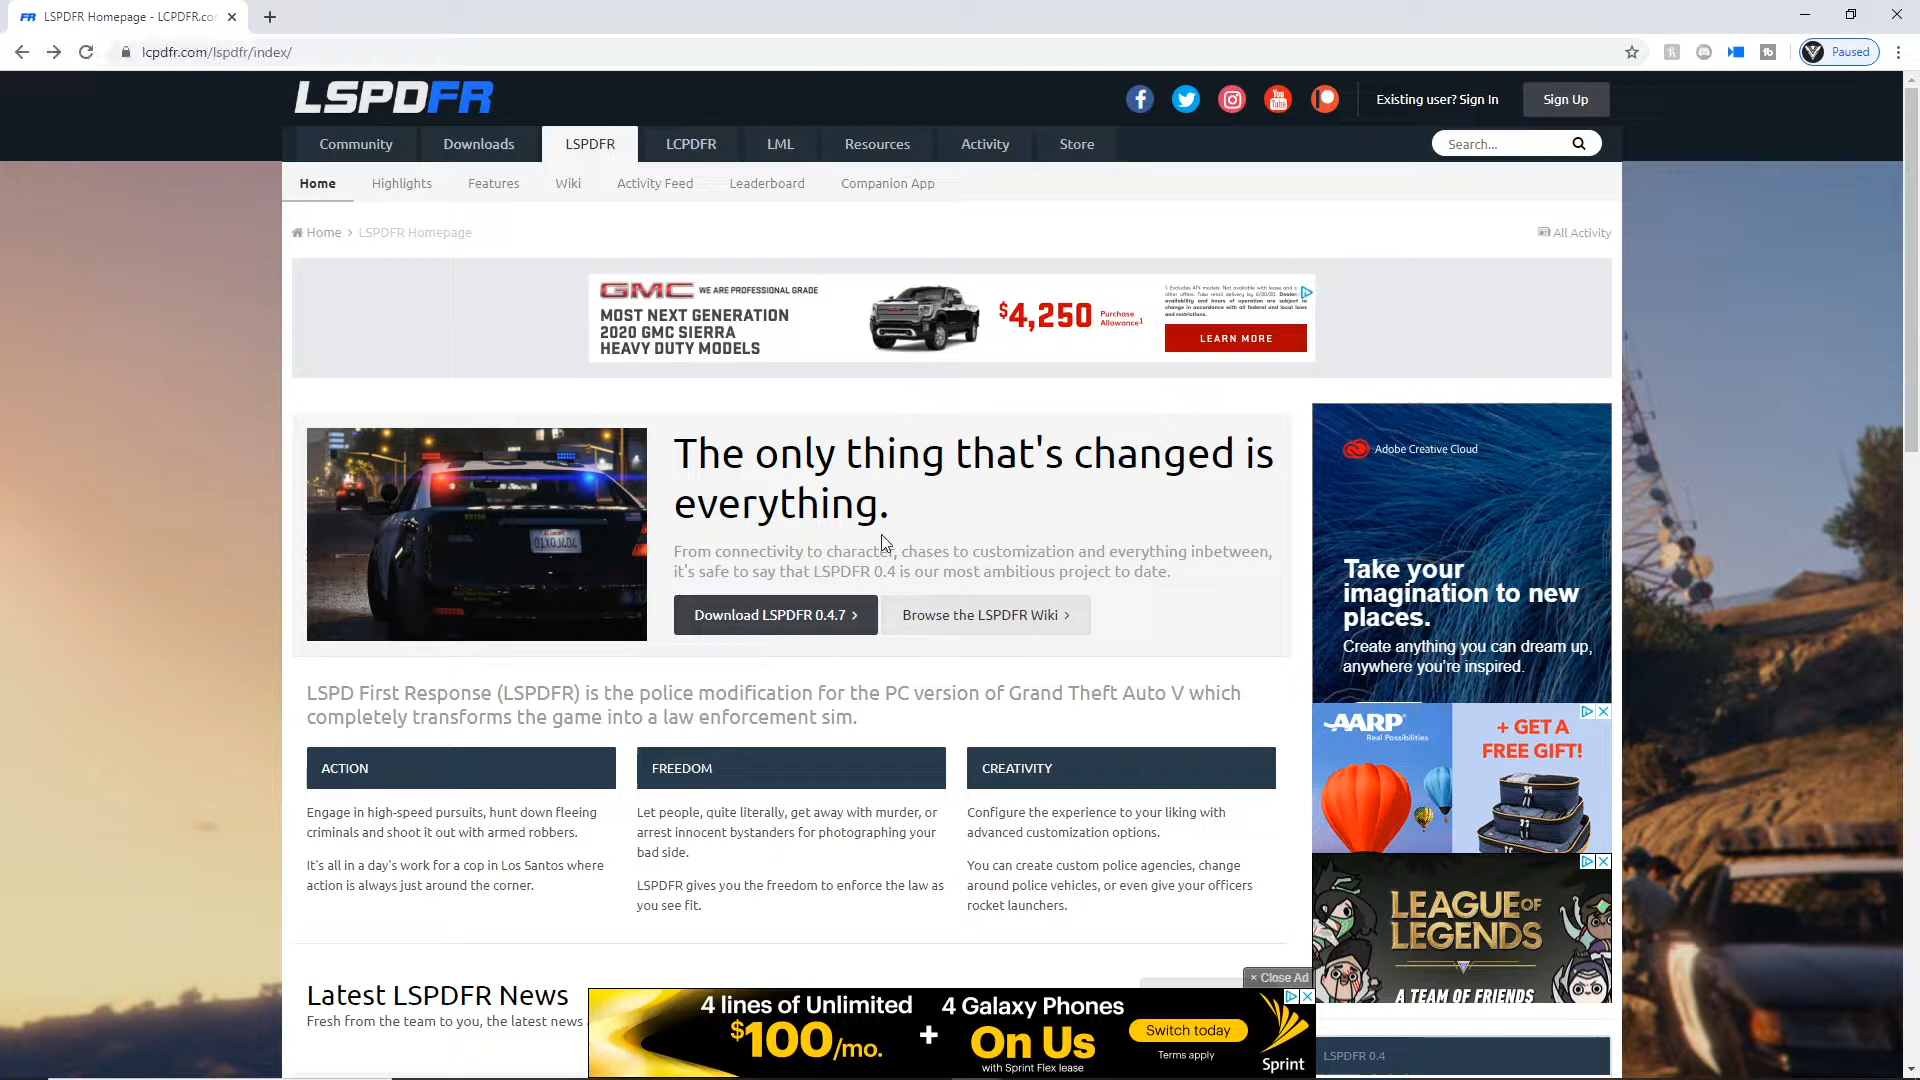 FR LSPDFR Homepage - LCPDFR.cor
lcpdfr.com/lspdfr/index/
Paused
LSPDFR
Existing user? Sign In
Sign Up
Community
Downloads
LSPDFR
LCPDFR
LML
Resources
Activity
Store
Search...
Home
Highlights
Features
Wiki
Activity Feed
Leaderboard
Companion App
Home > LSPDFR Homepage
All Activity
GMC WE ARE PROFESSIONAL GRADE
MOST NEXT GENERATION
2020 GMC SIERRA
HEAVY DUTY MODELS
$4,250 Purchase
Allowance1
LEARN MORE
The only thing that's changed is
everything.
From connectivity to character, chases to customization and everything inbetween,
it's safe to say that LSPDFR 0.4 is our most ambitious project to date.
Download LSPDFR 0.4.7 >
Browse the LSPDFR Wiki >
Adobe Creative Cloud
Take your
imagination to new
places.
Create anything you can dream up,
anywhere you're inspired.
LSPD First Response (LSPDFR) is the police modification for the PC version of Grand Theft Auto V which
completely transforms the game into a law enforcement sim.
AARP
Real Possibilities
+ GET A
FREE GIFT!
ACTION
Engage in high-speed pursuits, hunt down fleeing
criminals and shoot it out with armed robbers.
It's all in a day's work for a cop in Los Santos where
action is always just around the corner.
FREEDOM
Let people, quite literally, get away with murder, or
arrest innocent bystanders for photographing your
bad side.
LSPDFR gives you the freedom to enforce the law as
you see fit.
CREATIVITY
Configure the experience to your liking with
advanced customization options.
You can create custom police agencies, change
around police vehicles, or even give your officers
rocket launchers.
LEAGUE OF
LEGENDS
A TEAM OF FRIENDS
Latest LSPDFR News
Fresh from the team to you, the latest news
× Close Ad
4 lines of Unlimited
$100/mo.
+
4 Galaxy Phones
On Us
with Sprint Flex lease
Switch today
Terms apply
Sprint
LSPDFR 0.4